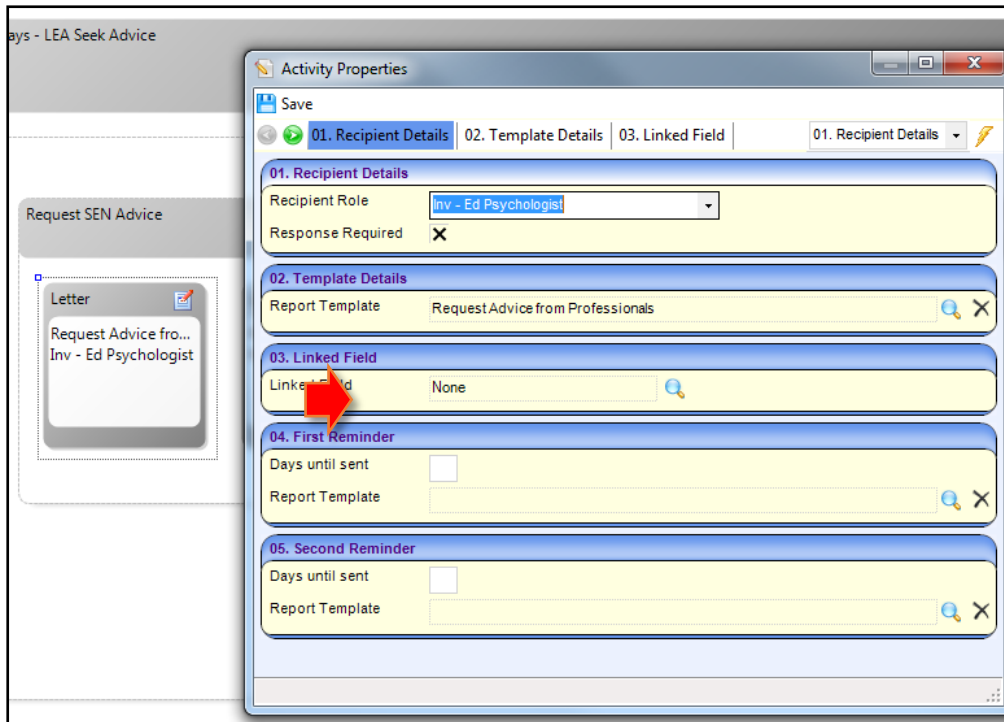 ays - LEA Seek Advice
Activity Properties
Save
01. Recipient Details 02. Template Details 03. Linked Field 01. Recipient Details
01. Recipient Details
Recipient Role Inv - Ed Psychologist
Response Required
Request SEN Advice
02. Template Details
Report Template Request Advice from Professionals
Letter
Request Advice fro...
Inv - Ed Psychologist
03. Linked Field
Linked Field None
04. First Reminder
Days until sent
Report Template
05. Second Reminder
Days until sent
Report Template